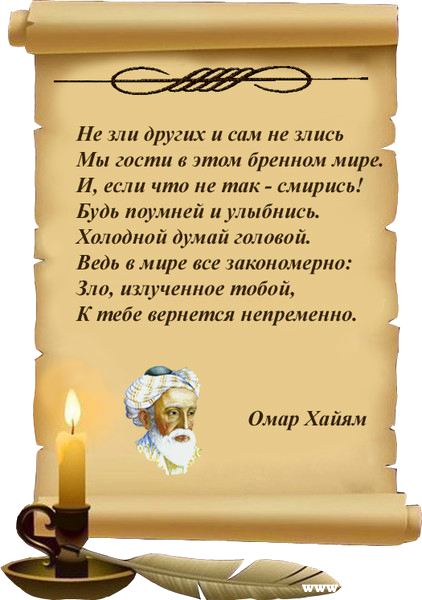 Не зли других и сам не злись
Мы гости в этом бренном мире.
И, если что не так - смирись!
Будь поумней и улыбнись.
Холодной думай головой.
Ведь в мире все закономерно:
Зло, излученное тобой,
К тебе вернется непременно.
Омар Хайям
www